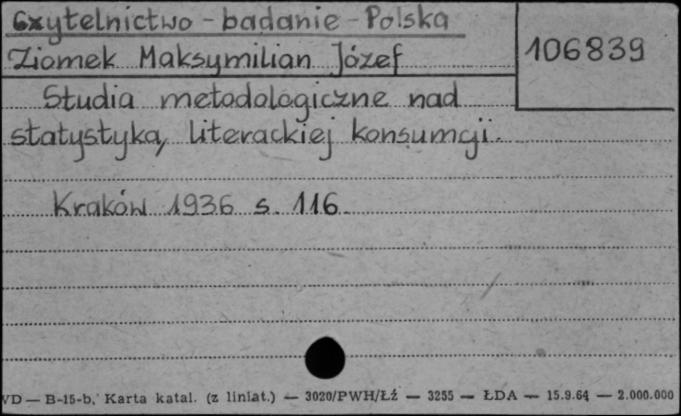 Czytelnictwo - badanie - Polska
Ziomek Maksymilian Józef
106839
Studia metodologiczne nad
statystyką literackiej konsumcji.
Kraków 1936 s. 116.
VD — B-15-b, Karta katal. (z liniat.) — 3020/PWH/Łź — 3255 — ŁDA — 15.9.64 — 2.000.000